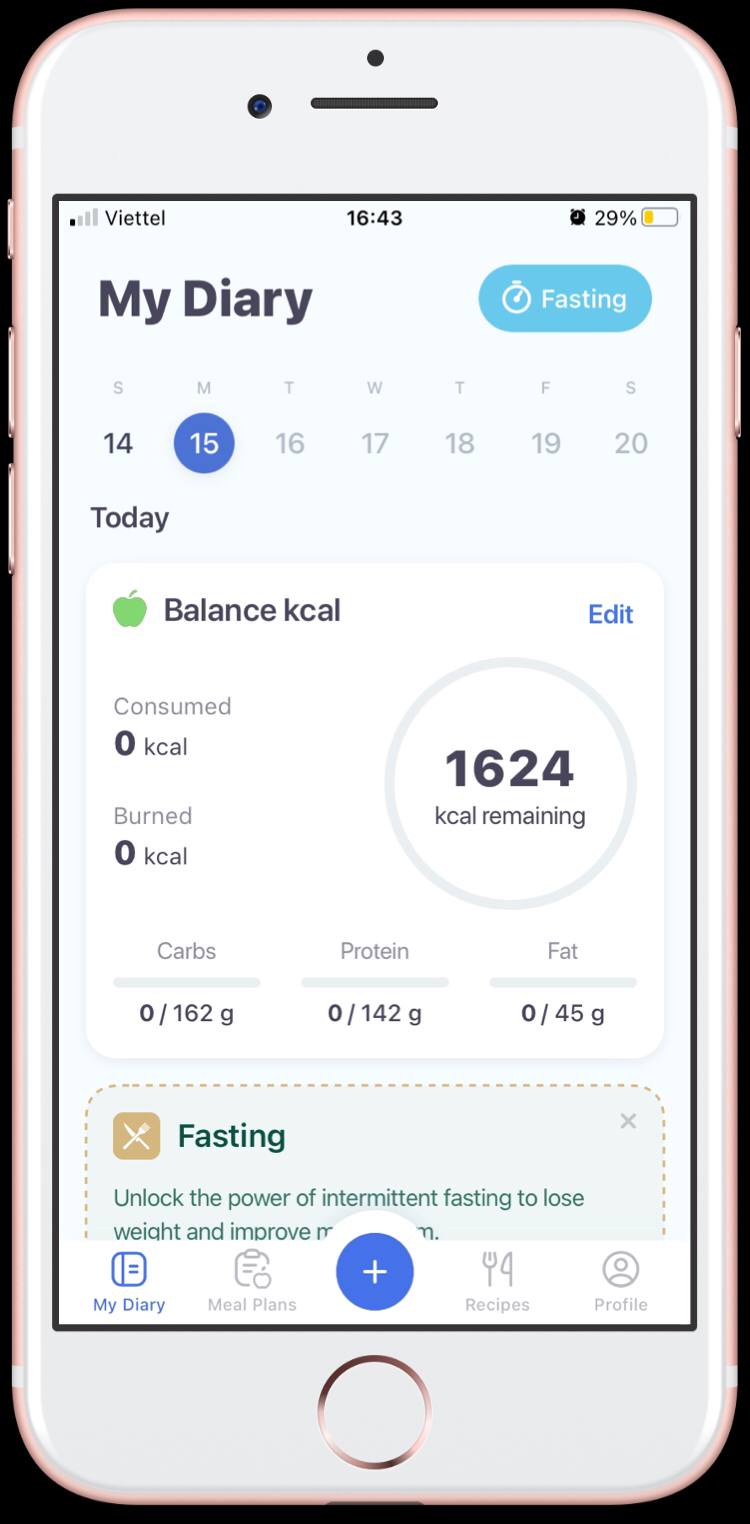 Viettel 16:43 29%
My Diary Fasting
S M T W T F S
14 15 16 17 18 19 20
Today
Balance kcal Edit
Consumed
0 kcal
Burned
0 kcal
1624
kcal remaining
Carbs Protein Fat
0 / 162 g 0 / 142 g 0 / 45 g
Fasting
Unlock the power of intermittent fasting to lose
weight and improve
My Diary Meal Plans Recipes Profile